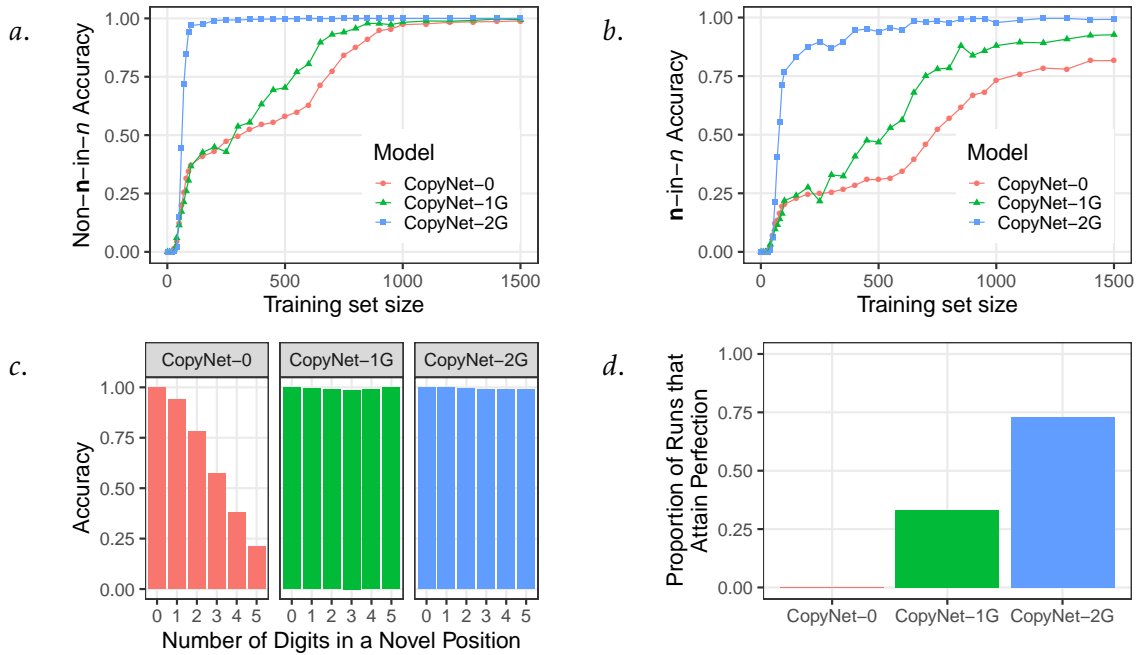 a.
Non-n-in-n Accuracy
1.00
0.75
0.50
0.25
0.00
Model
CopyNet-0
CopyNet-1G
CopyNet-2G
0
500
1000
1500
Training set size
b.
n-in-n Accuracy
1.00
0.75
0.50
0.25
0.00
Model
CopyNet-0
CopyNet-1G
CopyNet-2G
0
500
1000
1500
Training set size
c.
CopyNet-0
CopyNet-1G
CopyNet-2G
Accuracy
1.00
0.75
0.50
0.25
0.00
0 1 2 3 4 5
0 1 2 3 4 5
0 1 2 3 4 5
Number of Digits in a Novel Position
d.
Proportion of Runs that
Attain Perfection
1.00
0.75
0.50
0.25
0.00
CopyNet-0
CopyNet-1G
CopyNet-2G